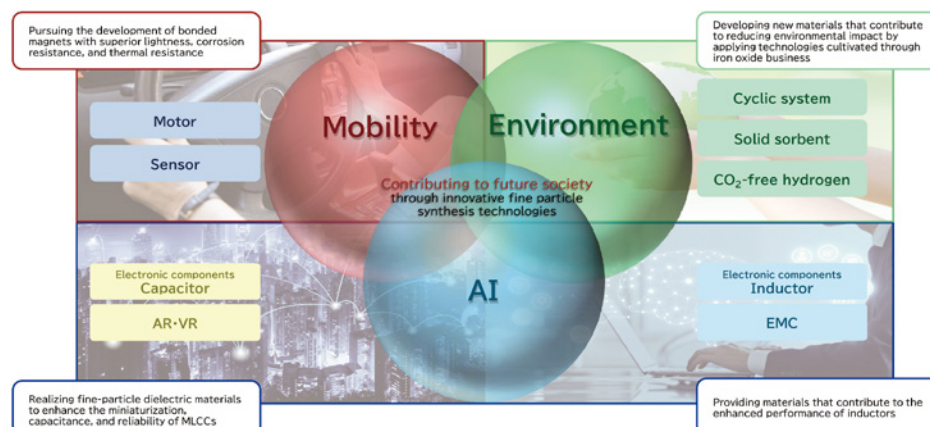 Pursuing the development of bonded
magnets with superior lightness, corrosion
resistance, and thermal resistance
Developing new materials that contribute
to reducing environmental impact by
applying technologies cultivated through
iron oxide business
Motor
Sensor
Mobility
Environment
Cyclic system
Solid sorbent
CO₂-free hydrogen
Contributing to future society
through innovative fine particle
synthesis technologies
Electronic components
Capacitor
AR・VR
AI
Electronic components
Inductor
EMC
Realizing fine-particle dielectric materials
to enhance the miniaturization,
capacitance, and reliability of MLCCs
Providing materials that contribute to the
enhanced performance of inductors